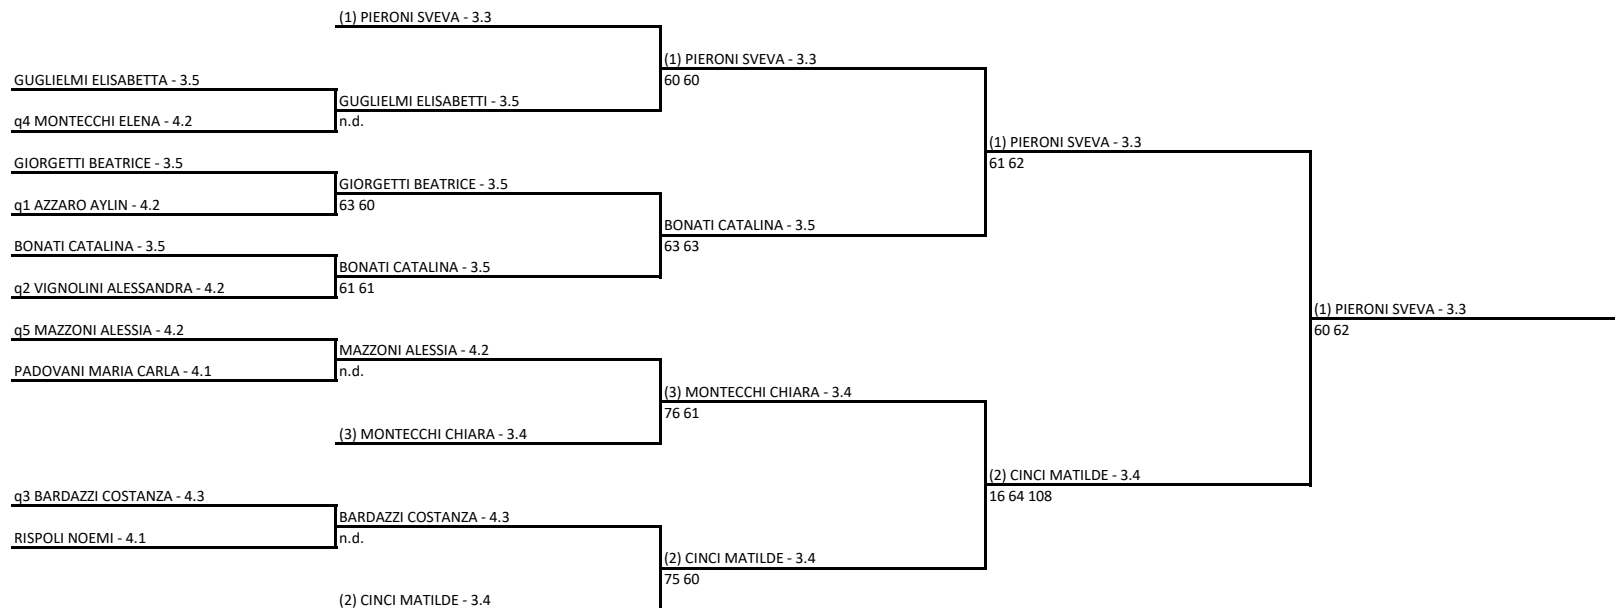 (1) PIERONI SVEVA - 3.3
(1) PIERONI SVEVA - 3.3
GUGLIELMI ELISABETTA - 3.5
60 60
GUGLIELMI ELISABETTI - 3.5
q4 MONTECCHI ELENA - 4.2
n.d.
(1) PIERONI SVEVA - 3.3
GIORGETTI BEATRICE - 3.5
61 62
GIORGETTI BEATRICE - 3.5
q1 AZZARO AYLIN - 4.2
63 60
BONATI CATALINA - 3.5
BONATI CATALINA - 3.5
63 63
BONATI CATALINA - 3.5
q2 VIGNOLINI ALESSANDRA - 4.2
61 61
(1) PIERONI SVEVA - 3.3
q5 MAZZONI ALESSIA - 4.2
60 62
MAZZONI ALESSIA - 4.2
PADOVANI MARIA CARLA - 4.1
n.d.
(3) MONTECCHI CHIARA - 3.4
76 61
(3) MONTECCHI CHIARA - 3.4
(2) CINCI MATILDE - 3.4
q3 BARDAZZI COSTANZA - 4.3
16 64 108
BARDAZZI COSTANZA - 4.3
RISPOLI NOEMI - 4.1
n.d.
(2) CINCI MATILDE - 3.4
75 60
(2) CINCI MATILDE - 3.4